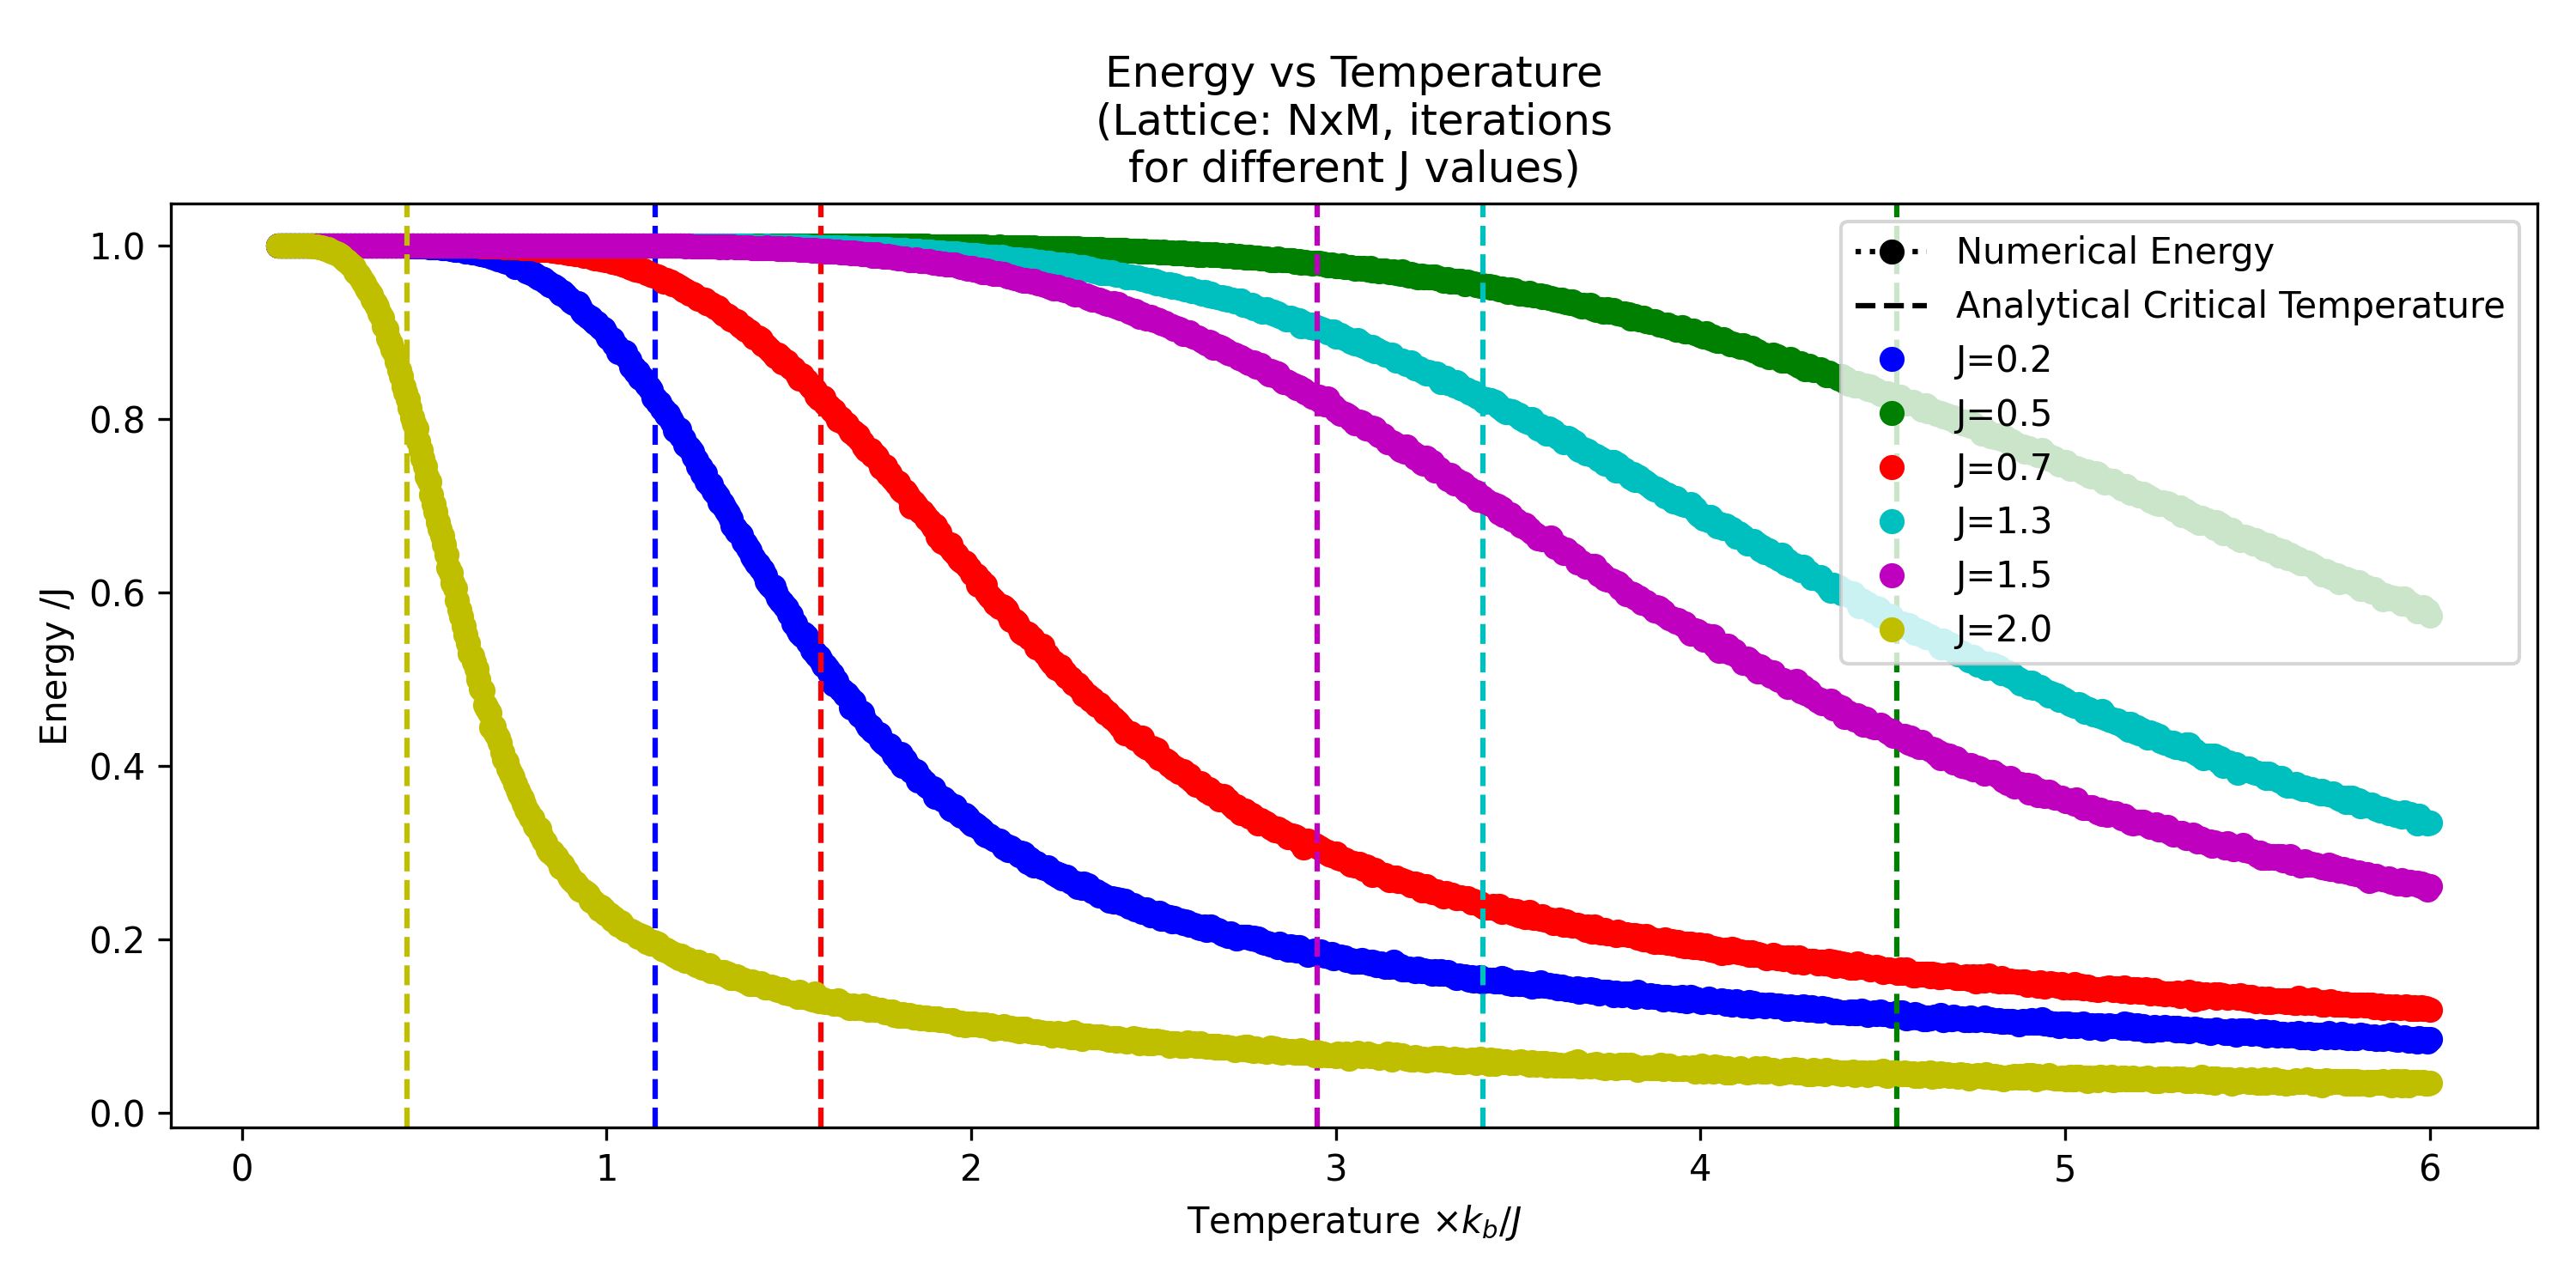 Energy vs Temperature
(Lattice: NxM, iterations
for different J values)
Energy /J
1.0
0.8
0.6
0.4
0.2
0.0
Numerical Energy
Analytical Critical Temperature
J=0.2
J=0.5
J=0.7
J=1.3
J=1.5
J=2.0
0 1 2 3 4 5 6
Temperature ×k_b/J